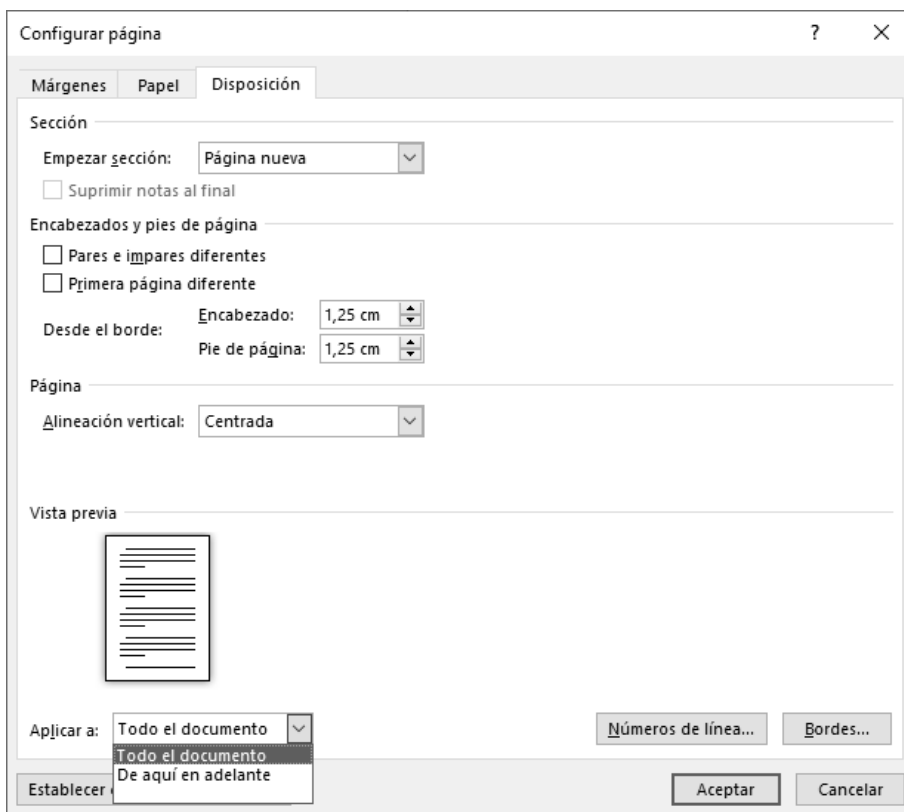 Configurar página ?
Márgenes Papel Disposición
Sección
Empezar sección: Página nueva
Suprimir notas al final
Encabezados y pies de página
Pares e impares diferentes
Primera página diferente
Desde el borde: Encabezado: 1,25 cm
Pie de página: 1,25 cm
Página
Alineación vertical: Centrada
Vista previa
Aplicar a: Todo el documento Números de línea... Bordes...
Todo el documento
De aquí en adelante
Establecer Aceptar Cancelar